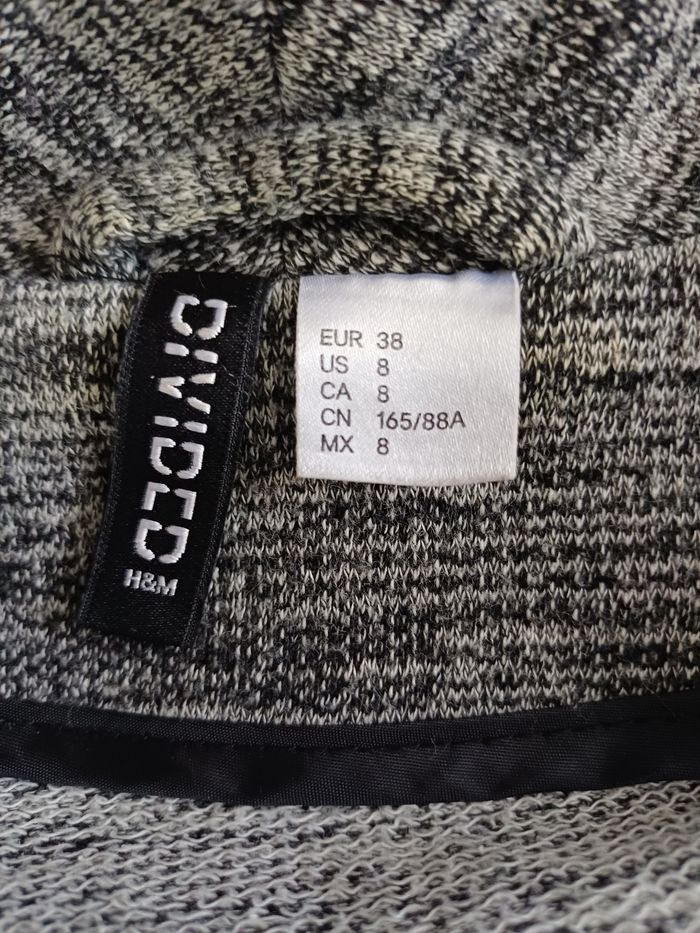 DIVIDED
H&M
EUR 38
US 8
CA 8
CN 165/88A
MX 8